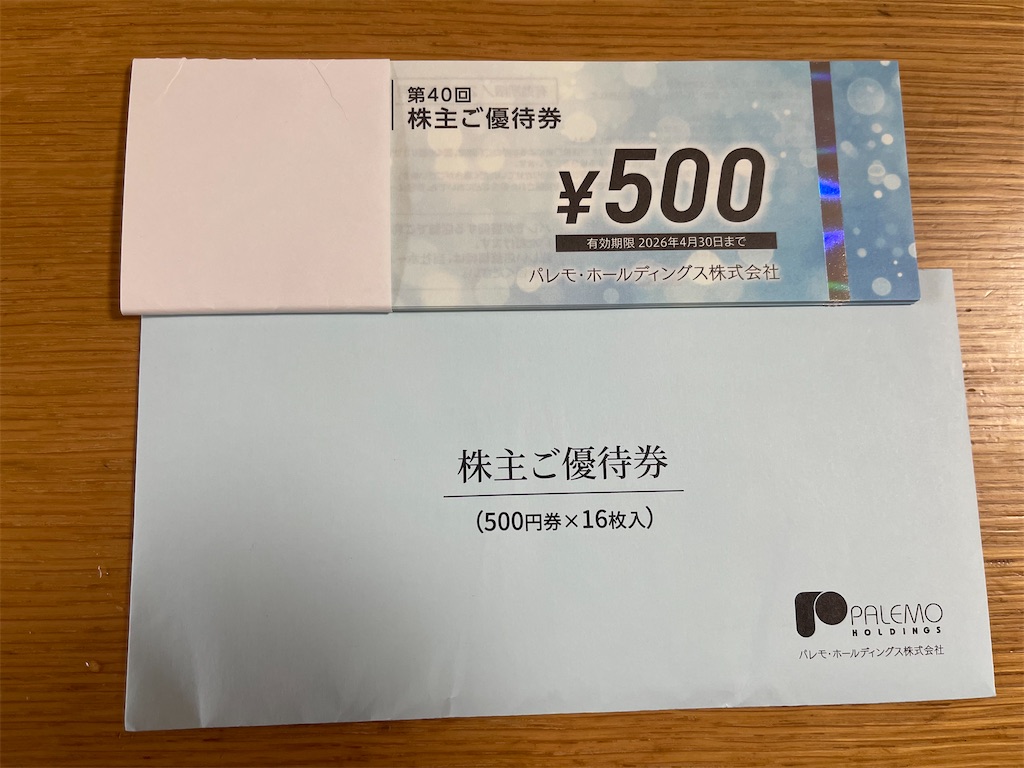 第40回
株主ご優待券
¥500
有効期限 2026年4月30日まで
パレモ・ホールディングス株式会社
株主ご優待券
(500円券×16枚入)
PALEMO
HOLDINGS
パレモ・ホールディングス株式会社